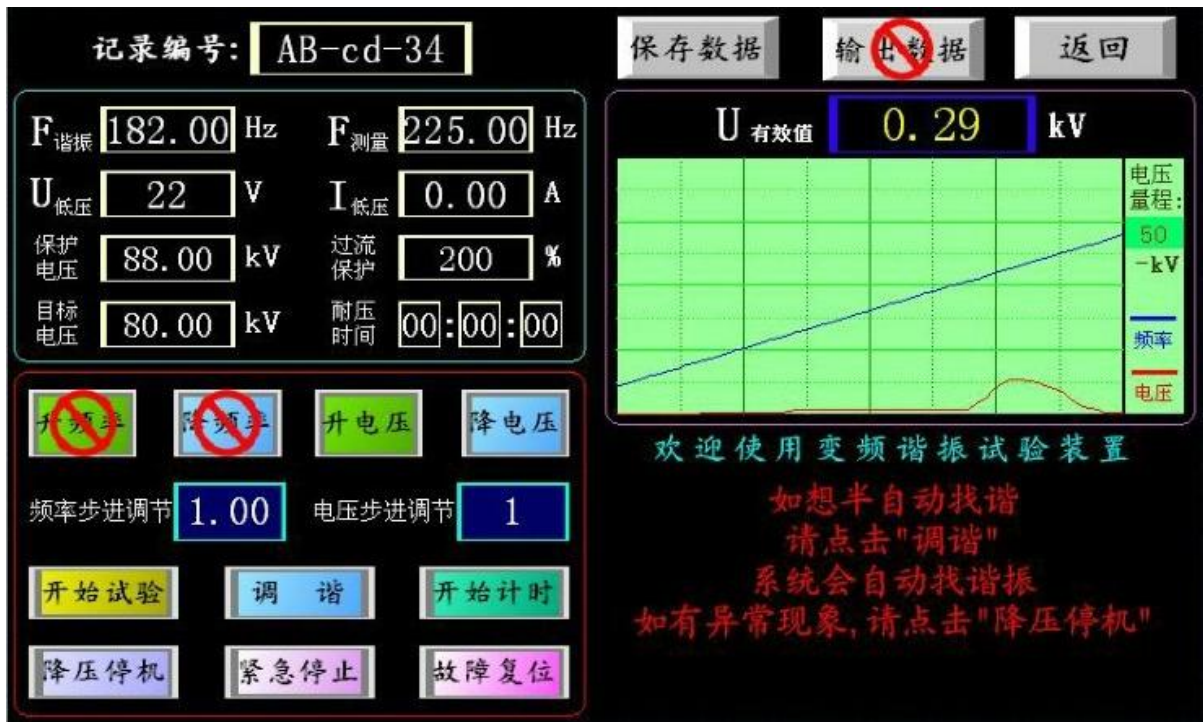 记录编号: AB-cd-34
保存数据 输出数据 返回
F谐振 182.00 Hz F测量 225.00 Hz
U低压 22 V I低压 0.00 A
保护电压 88.00 kV 过流保护 200 %
目标电压 80.00 kV 耐压时间 00:00:00
U有效值 0.29 kV
电压
量程:
50
-kV
频率
电压
升频率 降频率 升电压 降电压
频率步进调节 1.00 电压步进调节 1
开始试验 调 谐 开始计时
降压停机 紧急停止 故障复位
欢迎使用变频谐振试验装置
如想半自动找谐
请点击"调谐"
系统会自动找谐振
如有异常现象,请点击"降压停机"